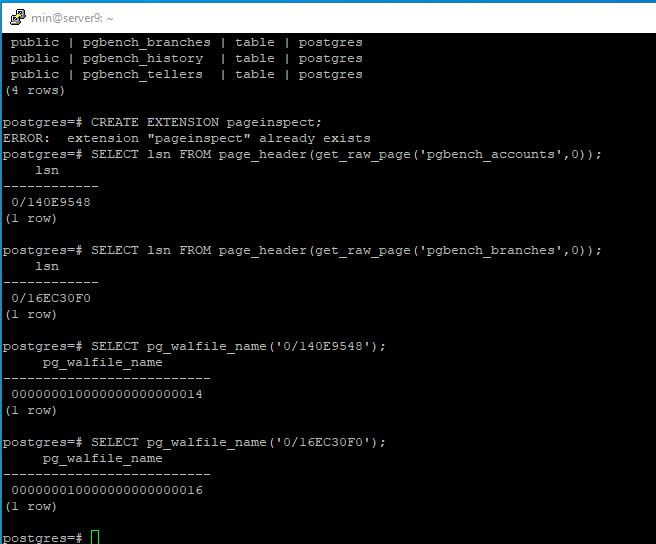 min@server9: ~
public | pgbench_branches | table | postgres
public | pgbench_history  | table | postgres
public | pgbench_tellers  | table | postgres
(4 rows)
postgres=# CREATE EXTENSION pageinspect;
ERROR:  extension "pageinspect" already exists
postgres=# SELECT lsn FROM page_header(get_raw_page('pgbench_accounts',0));
lsn
------------
0/140E9548
(1 row)
postgres=# SELECT lsn FROM page_header(get_raw_page('pgbench_branches',0));
lsn
------------
0/16EC30F0
(1 row)
postgres=# SELECT pg_walfile_name('0/140E9548');
pg_walfile_name
--------------------------
000000010000000000000014
(1 row)
postgres=# SELECT pg_walfile_name('0/16EC30F0');
pg_walfile_name
--------------------------
000000010000000000000016
(1 row)
postgres=#